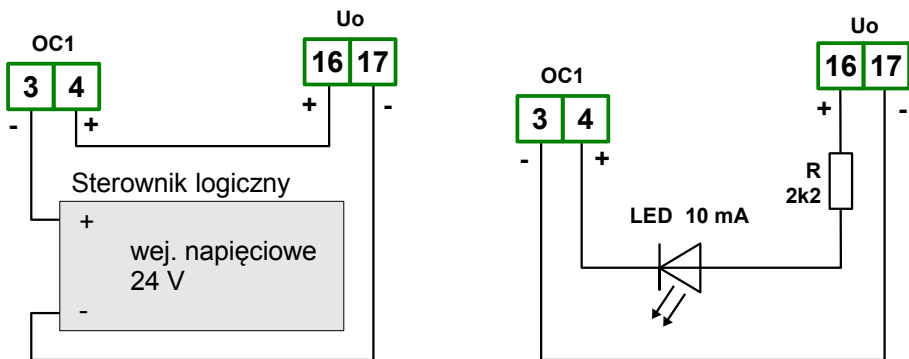 OC1
3 4
- +
Uo
16 17
+ -
Sterownik logiczny
+
wej. napięciowe
24 V
-
OC1
3 4
- +
Uo
16 17
+ -
R
2k2
LED 10 mA